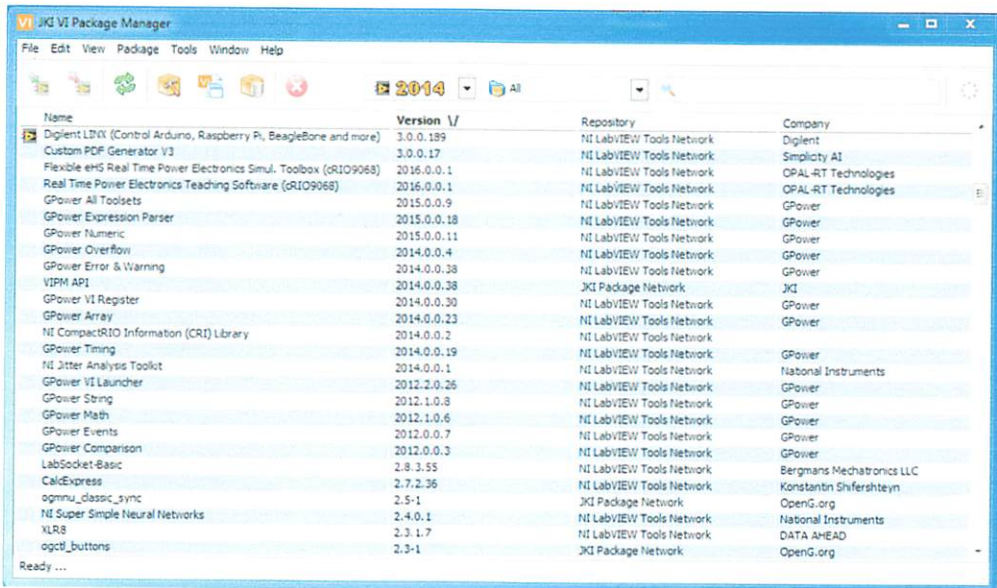 VI JKI VI Package Manager
File Edit View Package Tools Window Help
2014 All
Name Version \/ Repository Company
Digilent LINX (Control Arduino, Raspberry Pi, BeagleBone and more) 3.0.0.189 NI LabVIEW Tools Network Digilent
Custom PDF Generator V3 3.0.0.17 NI LabVIEW Tools Network Simplicity AI
Flexible eHS Real Time Power Electronics Simul. Toolbox (cRIO9068) 2016.0.0.1 NI LabVIEW Tools Network OPAL-RT Technologies
Real Time Power Electronics Teaching Software (cRIO9068) 2016.0.0.1 NI LabVIEW Tools Network OPAL-RT Technologies
GPower All Toolsets 2015.0.0.9 NI LabVIEW Tools Network GPower
GPower Expression Parser 2015.0.0.18 NI LabVIEW Tools Network GPower
GPower Numeric 2015.0.0.11 NI LabVIEW Tools Network GPower
GPower Overflow 2014.0.0.4 NI LabVIEW Tools Network GPower
GPower Error & Warning 2014.0.0.38 NI LabVIEW Tools Network GPower
VIPM API 2014.0.0.38 JKI Package Network JKI
GPower VI Register 2014.0.0.30 NI LabVIEW Tools Network GPower
GPower Array 2014.0.0.23 NI LabVIEW Tools Network GPower
NI CompactRIO Information (CRI) Library 2014.0.0.2 NI LabVIEW Tools Network
GPower Timing 2014.0.0.19 NI LabVIEW Tools Network GPower
NI Jitter Analysis Toolkit 2014.0.0.1 NI LabVIEW Tools Network National Instruments
GPower VI Launcher 2012.2.0.26 NI LabVIEW Tools Network GPower
GPower String 2012.1.0.8 NI LabVIEW Tools Network GPower
GPower Math 2012.1.0.6 NI LabVIEW Tools Network GPower
GPower Events 2012.0.0.7 NI LabVIEW Tools Network GPower
GPower Comparison 2012.0.0.3 NI LabVIEW Tools Network GPower
LabSocket-Basic 2.8.3.55 NI LabVIEW Tools Network Bergmans Mechatronics LLC
CalcExpress 2.7.2.36 NI LabVIEW Tools Network Konstantin Shifershteyn
ogmnu_classic_sync 2.5-1 JKI Package Network OpenG.org
NI Super Simple Neural Networks 2.4.0.1 NI LabVIEW Tools Network National Instruments
XLR8 2.3.1.7 NI LabVIEW Tools Network DATA AHEAD
ogctl_buttons 2.3-1 JKI Package Network OpenG.org
Ready ...